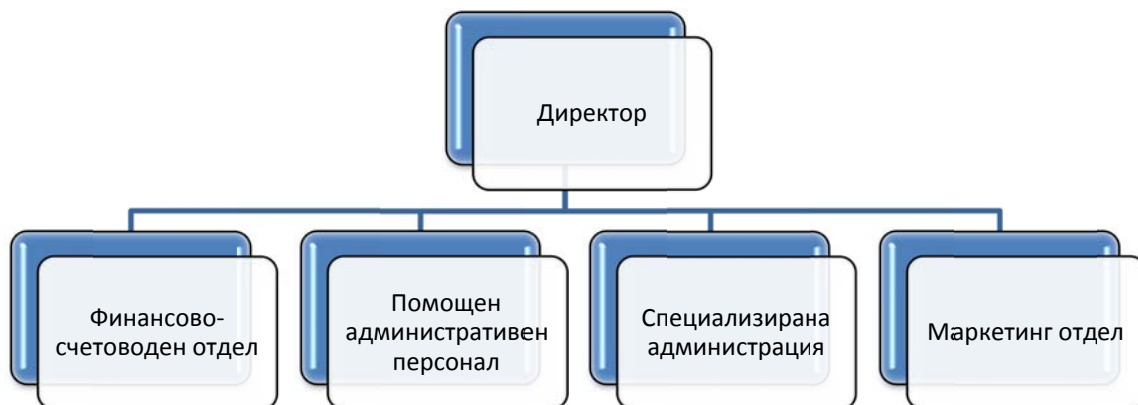 Директор
Финансово-
счетоводен отдел
Помощен
административен
персонал
Специализирана
администрация
Маркетинг отдел